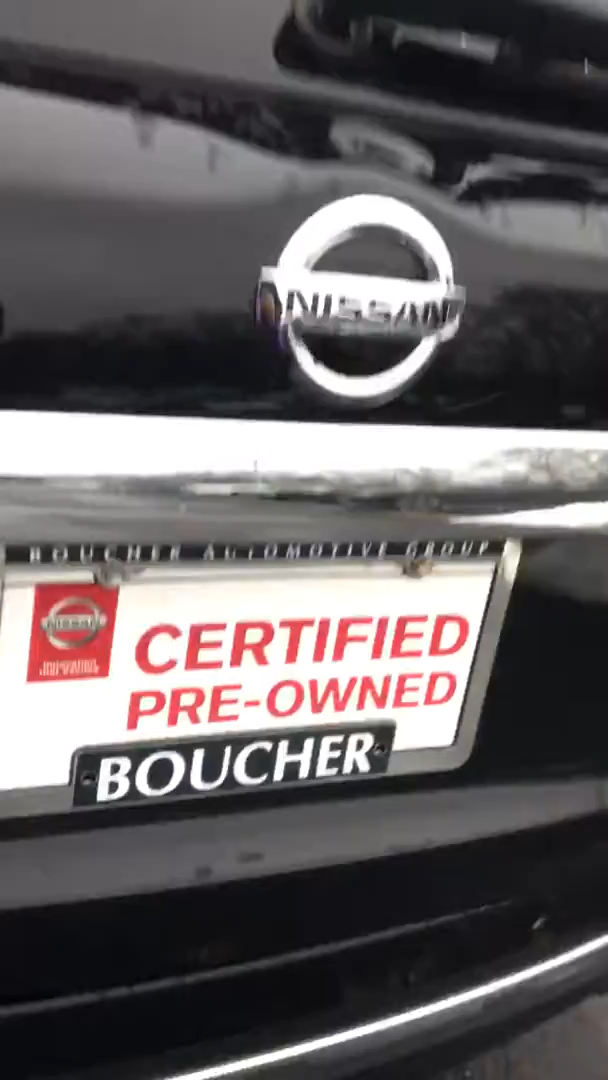 NISSAN
BOUCHER AUTOMOTIVE GROUP
NISSAN
CERTIFIED
PRE-OWNED
BOUCHER